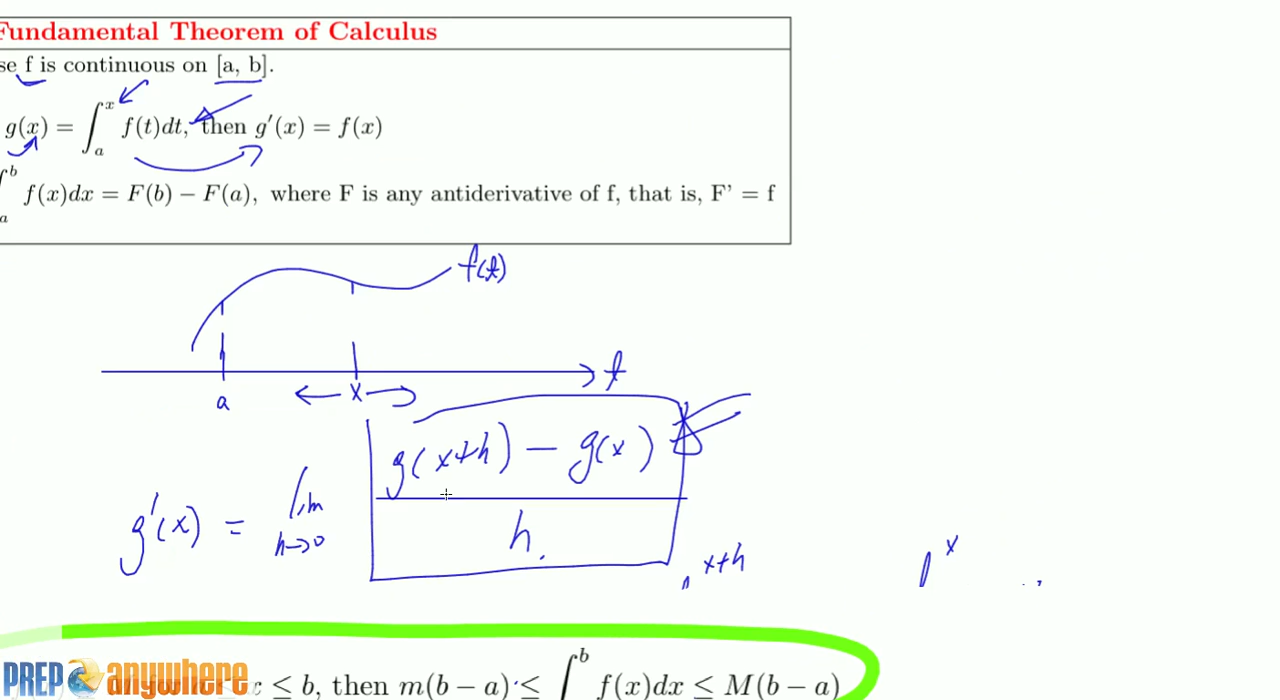 Fundamental Theorem of Calculus
se f is continuous on [a, b].
g(x) = ∫_a^x f(t)dt, then g'(x) = f(x)
∫_a^b f(x)dx = F(b) − F(a), where F is any antiderivative of f, that is, F' = f
f(t)
a x t
g'(x) = lim h→0 g(x+h) − g(x) / h.
x+h x
PREP anywhere c ≤ b, then m(b − a) ≤ ∫^b f(x)dx ≤ M(b − a)